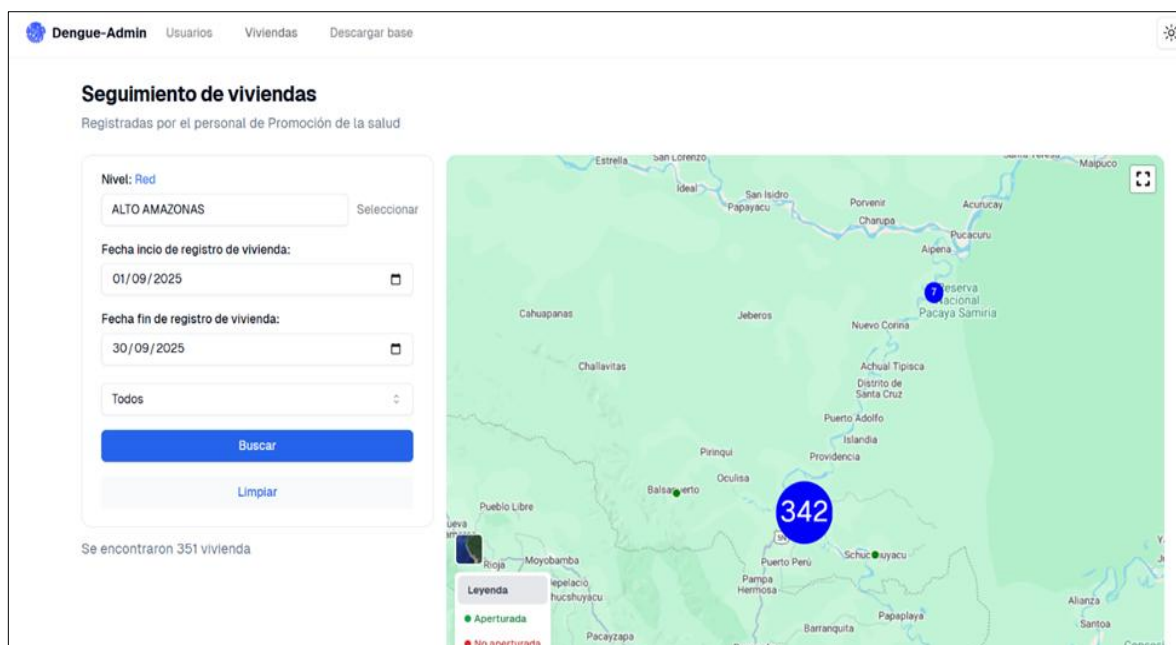 Dengue-Admin Usuarios Viviendas Descargar base
Seguimiento de viviendas
Registradas por el personal de Promoción de la salud
Nivel: Red
ALTO AMAZONAS Seleccionar
Fecha incio de registro de vivienda:
01/09/2025
Fecha fin de registro de vivienda:
30/09/2025
Todos
Buscar
Limpiar
Se encontraron 351 vivienda
Estrella
San Lorenzo
Maipuco
Ideal
San Isidro
Papayacu
Porvenir
Acurucay
Charupa
Pucacuru
Aipena
7
Reserva
Nacional
Pacaya Samiria
Cahuapanas
Jeberos
Nuevo Corina
Challavitas
Achual Tipisca
Distrito de
Santa Cruz
Puerto Adolfo
Islandia
Pirinqui
Providencia
Oculisa
342
Pueblo Libre
Rioja
Moyobamba
Puerto Perú
Pampa
Hermosa
Leyenda
Aperturada
No aperturada
Papaplaya
Alianza
Santoa
Barranquita
Pacayzapa